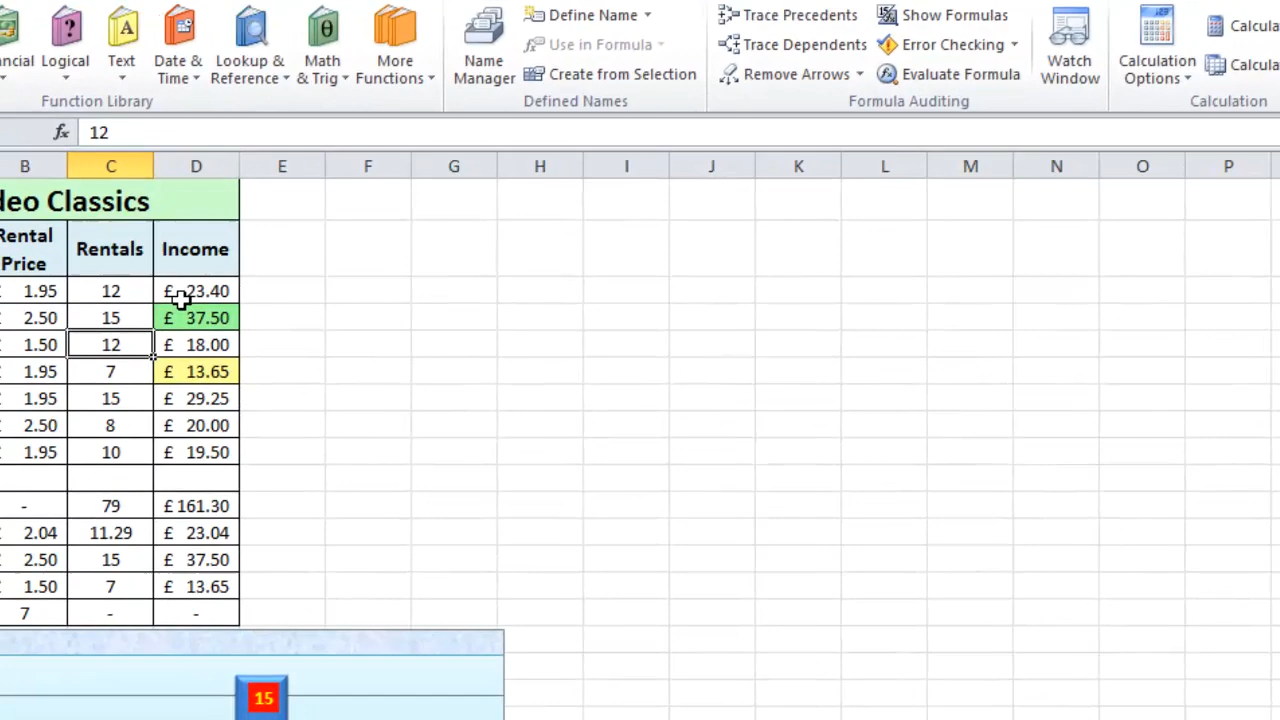 Define Name Trace Precedents Show Formulas
ncial Logical Text Date & Time Lookup & Reference Math & Trig More Functions Name Manager Use in Formula Trace Dependents Error Checking Watch Window Calculation Options Calcula
Create from Selection Remove Arrows Evaluate Formula Calcula
Function Library Defined Names Formula Auditing Calculation
fx 12
B C D E F G H I J K L M N O P
deo Classics
Rental Price Rentals Income
£ 1.95 12 £ 23.40
£ 2.50 15 £ 37.50
£ 1.50 12 £ 18.00
£ 1.95 7 £ 13.65
£ 1.95 15 £ 29.25
£ 2.50 8 £ 20.00
£ 1.95 10 £ 19.50
- 79 £ 161.30
£ 2.04 11.29 £ 23.04
£ 2.50 15 £ 37.50
£ 1.50 7 £ 13.65
7 - -
15